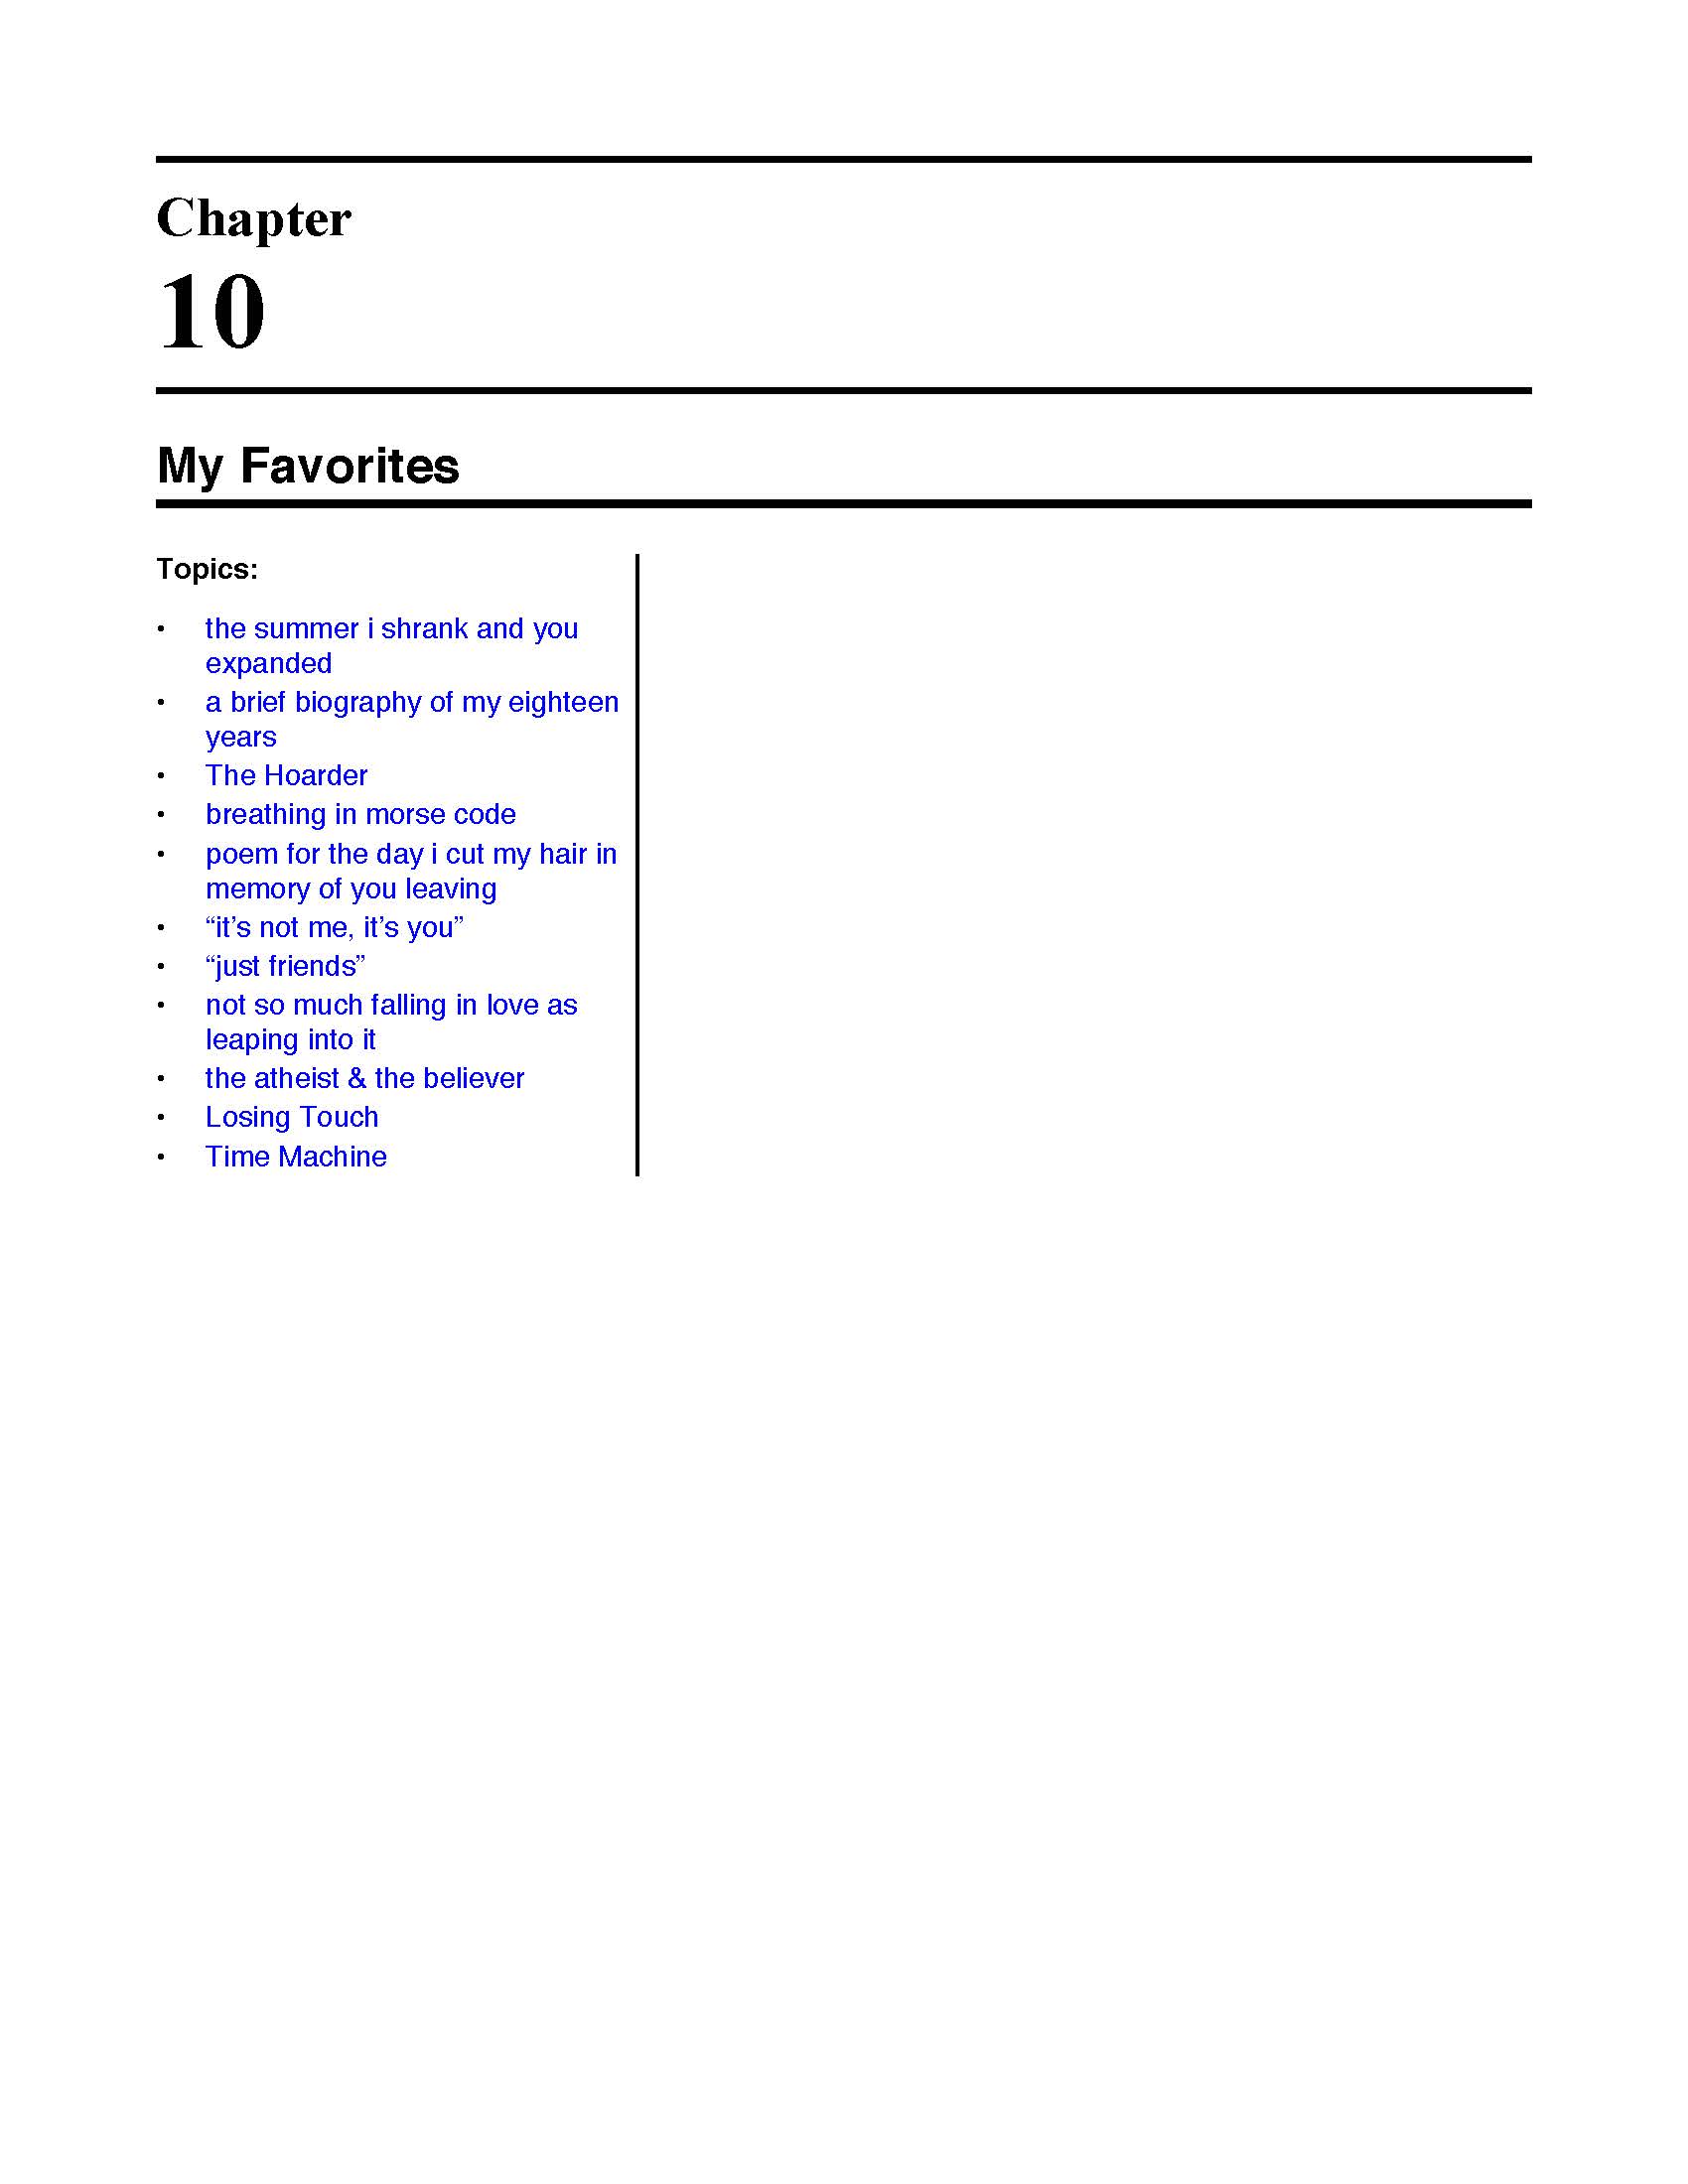 Chapter
10
My Favorites
Topics:
• the summer i shrank and you
expanded
• a brief biography of my eighteen
years
• The Hoarder
• breathing in morse code
• poem for the day i cut my hair in
memory of you leaving
• “it’s not me, it’s you”
• “just friends”
• not so much falling in love as
leaping into it
• the atheist & the believer
• Losing Touch
• Time Machine